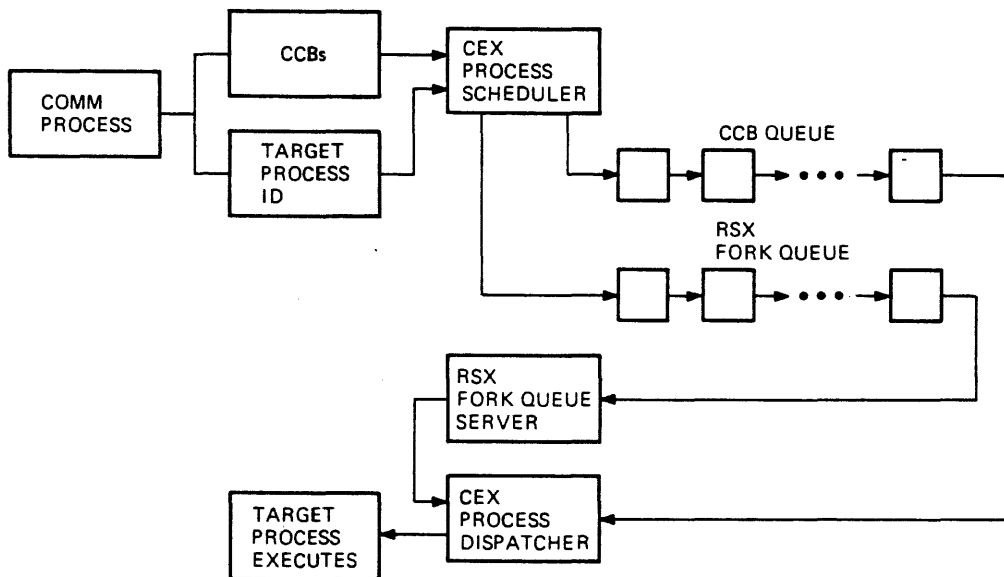 COMM
PROCESS
CCBs
TARGET
PROCESS
ID
CEX
PROCESS
SCHEDULER
CCB QUEUE
RSX
FORK QUEUE
RSX
FORK QUEUE
SERVER
CEX
PROCESS
DISPATCHER
TARGET
PROCESS
EXECUTES